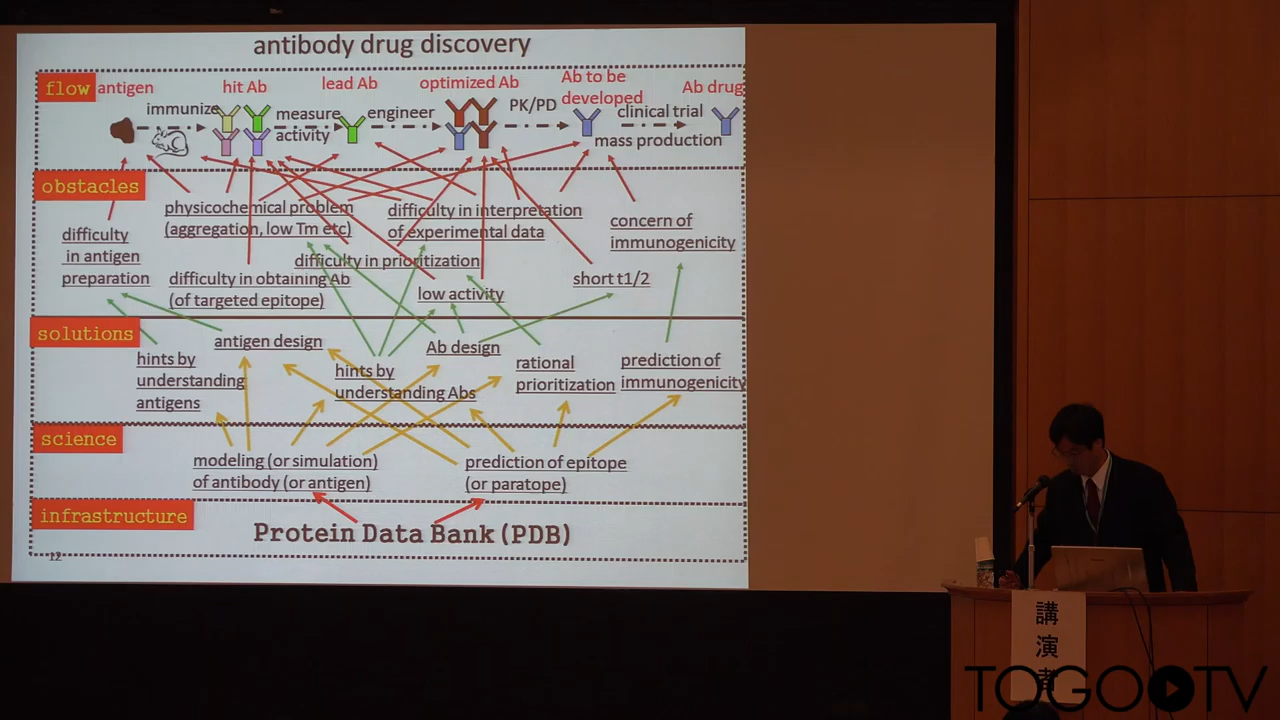 antibody drug discovery
flow
antigen
hit Ab
lead Ab
optimized Ab
Ab to be
developed
Ab drug
immunize
measure
activity
engineer
PK/PD
clinical trial
mass production
obstacles
physicochemical problem
(aggregation, low Tm etc)
difficulty in interpretation
of experimental data
concern of
immunogenicity
difficulty
in antigen
preparation
difficulty in prioritization
difficulty in obtaining Ab
(of targeted epitope)
low activity
short t1/2
solutions
antigen design
Ab design
hints by
understanding
antigens
hints by
understanding Abs
rational
prioritization
prediction of
immunogenicity
science
modeling (or simulation)
of antibody (or antigen)
prediction of epitope
(or paratope)
infrastructure
Protein Data Bank (PDB)
12
講
演
者
TOGOTV